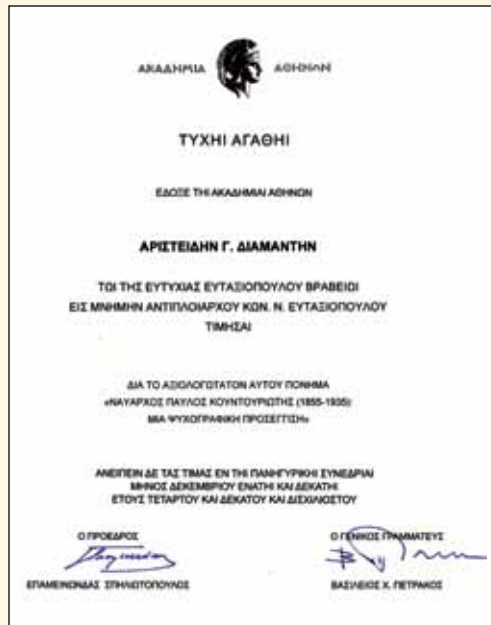 ΑΚΑΔΗΜΙΑ ΑΘΗΝΩΝ
ΤΥΧΗΙ ΑΓΑΘΗΙ
ΕΔΟΞΕ ΤΗΙ ΑΚΑΔΗΜΙΑΙ ΑΘΗΝΩΝ
ΑΡΙΣΤΕΙΔΗΝ Γ. ΔΙΑΜΑΝΤΗΝ
ΤΩΙ ΤΗΣ ΕΥΤΥΧΙΑΣ ΕΥΤΑΞΙΟΠΟΥΛΟΥ ΒΡΑΒΕΙΩΙ
ΕΙΣ ΜΝΗΜΗΝ ΑΝΤΙΠΛΟΙΑΡΧΟΥ ΚΩΝ. Ν. ΕΥΤΑΞΙΟΠΟΥΛΟΥ
ΤΙΜΗΣΑΙ
ΔΙΑ ΤΟ ΑΞΙΟΛΟΓΩΤΑΤΟΝ ΑΥΤΟΥ ΠΟΝΗΜΑ
«ΝΑΥΑΡΧΟΣ ΠΑΥΛΟΣ ΚΟΥΝΤΟΥΡΙΩΤΗΣ (1855-1935):
ΜΙΑ ΨΥΧΟΓΡΑΦΙΚΗ ΠΡΟΣΕΓΓΙΣΗ»
ΑΝΕΙΠΕΙΝ ΔΕ ΤΑΣ ΤΙΜΑΣ ΕΝ ΤΗΙ ΠΑΝΗΓΥΡΙΚΗΙ ΣΥΝΕΔΡΙΑΙ
ΜΗΝΟΣ ΔΕΚΕΜΒΡΙΟΥ ΕΝΑΤΗΙ ΚΑΙ ΔΕΚΑΤΗΙ
ΕΤΟΥΣ ΤΕΤΑΡΤΟΥ ΚΑΙ ΔΕΚΑΤΟΥ ΚΑΙ ΔΙΣΧΙΛΙΟΣΤΟΥ
Ο ΠΡΟΕΔΡΟΣ Ο ΓΕΝΙΚΟΣ ΓΡΑΜΜΑΤΕΥΣ
ΕΠΑΜΕΙΝΩΝΔΑΣ ΣΠΗΛΙΩΤΟΠΟΥΛΟΣ ΒΑΣΙΛΕΙΟΣ Χ. ΠΕΤΡΑΚΟΣ